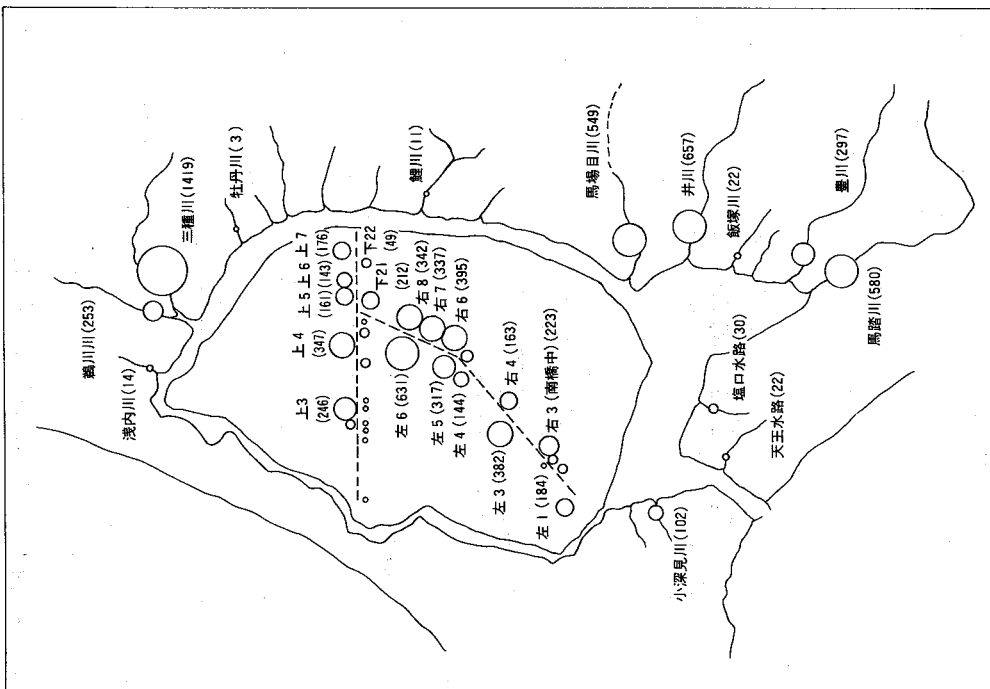 浅内川 (14)
鵜川川 (253)
三種川 (1419)
牡丹川 (3)
鯉川 (11)
馬場目川 (549)
井川 (657)
飯塚川 (22)
豊川 (297)
馬踏川 (580)
塩口水路 (30)
天王水路 (22)
小深見川 (102)
上3
(246)
上4
(347)
上5
(161)
上6
(143)
上7
(176)
下22
(49)
下21
(212)
右8 (342)
右7 (337)
右6 (395)
左6 (631)
左5 (317)
左4 (144)
右4 (163)
左3 (382)
右3 (南橋中) (223)
左1 (184)